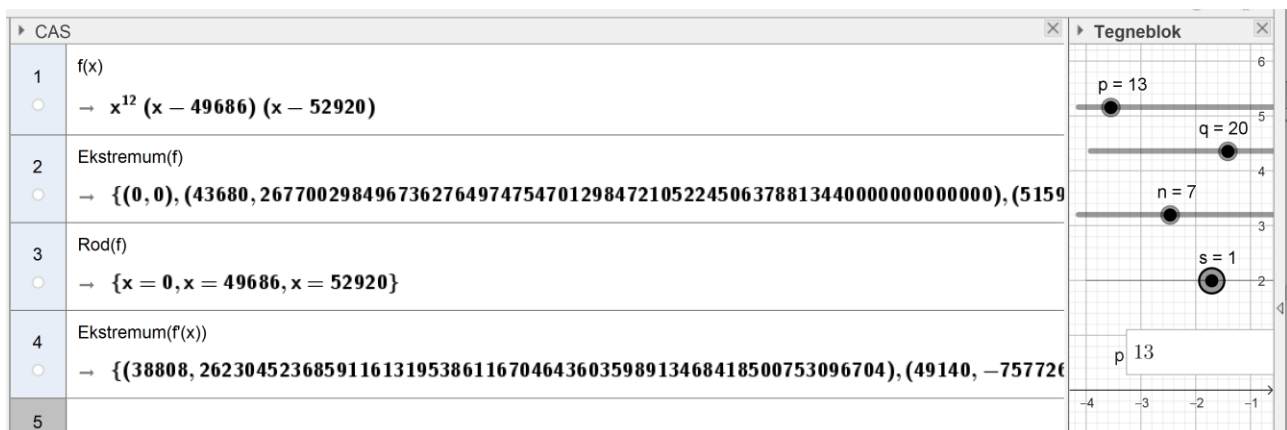 CAS
1
f(x)
→ x¹² (x – 49686) (x – 52920)
2
Ekstremum(f)
→ {(0, 0), (43680, 267700298496736276497475470129847210522450637881344000000000000), (5159
3
Rod(f)
→ {x = 0, x = 49686, x = 52920}
4
Ekstremum(f'(x))
→ {(38808, 2623045236859116131953861167046436035989134684185007530967​04), (49140, –757726
5
Tegneblok
p = 13
q = 20
n = 7
s = 1
p 13
6
5
4
3
2
–4 –3 –2 –1